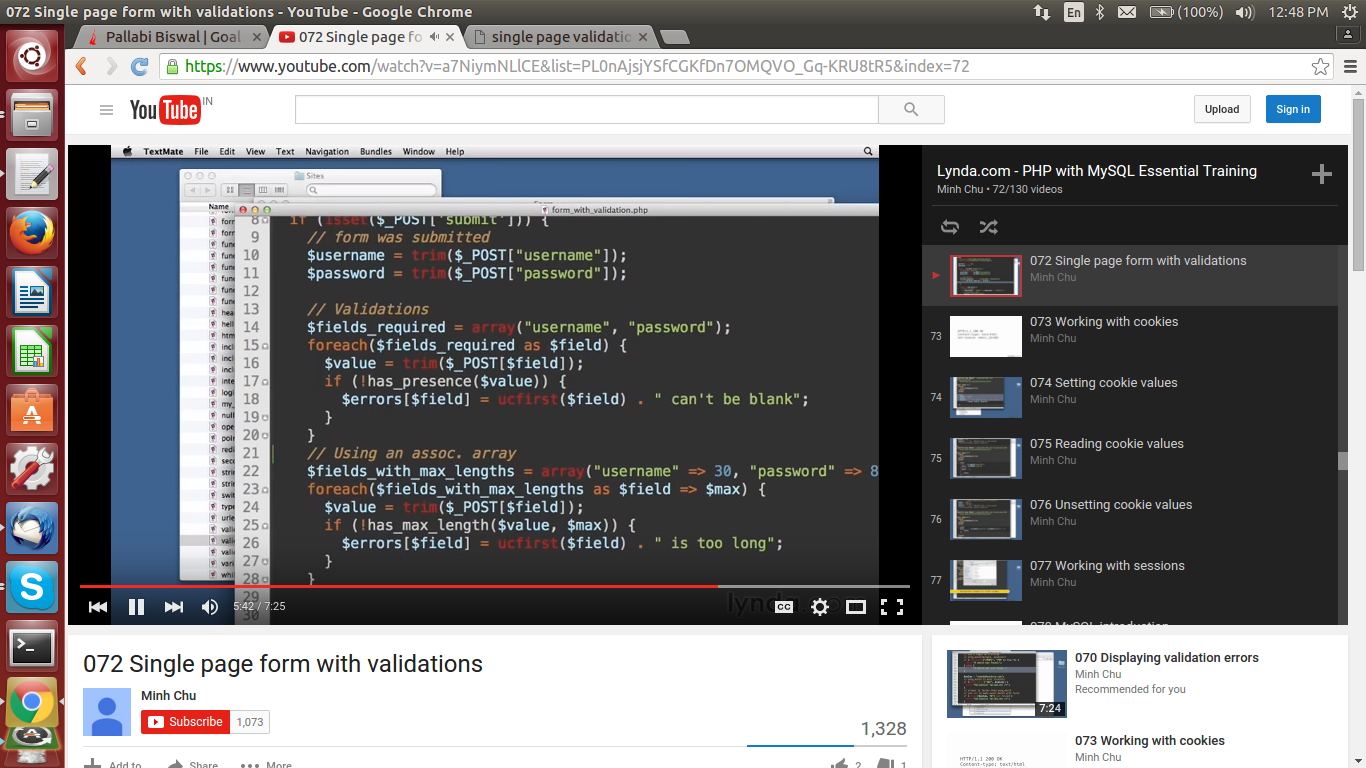 072 Single page form with validations - YouTube - Google Chrome
En
(100%)
12:48 PM
Pallabi Biswal | Goal
072 Single page fo
single page validatio
https://www.youtube.com/watch?v=a7NiymNLlCE&list=PL0nAjsjYSfCGKfDn7OMQVO_Gq-KRU8tR5&index=72
YouTube IN
Upload
Sign in
TextMate File Edit View Text Navigation Bundles Window Help
Sites
Name
form_with_validation.php
8 if (isset($_POST['submit'])) {
9 // form was submitted
10 $username = trim($_POST["username"]);
11 $password = trim($_POST["password"]);
12
13 // Validations
14 $fields_required = array("username", "password");
15 foreach($fields_required as $field) {
16 $value = trim($_POST[$field]);
17 if (!has_presence($value)) {
18 $errors[$field] = ucfirst($field) . " can't be blank";
19 }
20 }
21 // Using an assoc. array
22 $fields_with_max_lengths = array("username" => 30, "password" => 8
23 foreach($fields_with_max_lengths as $field => $max) {
24 $value = trim($_POST[$field]);
25 if (!has_max_length($value, $max)) {
26 $errors[$field] = ucfirst($field) . " is too long";
27 }
28 }
29
30
lynda.com
5:42 / 7:25
CC
Lynda.com - PHP with MySQL Essential Training
Minh Chu • 72/130 videos
072 Single page form with validations
Minh Chu
73
073 Working with cookies
Minh Chu
74
074 Setting cookie values
Minh Chu
75
075 Reading cookie values
Minh Chu
76
076 Unsetting cookie values
Minh Chu
77
077 Working with sessions
Minh Chu
078 MySQL introduction
072 Single page form with validations
Minh Chu
Subscribe 1,073
1,328
Add to Share More
2 1
070 Displaying validation errors
Minh Chu
Recommended for you
7:24
073 Working with cookies
Minh Chu
HTTP/1.1 200 OK
Content-type: text/html